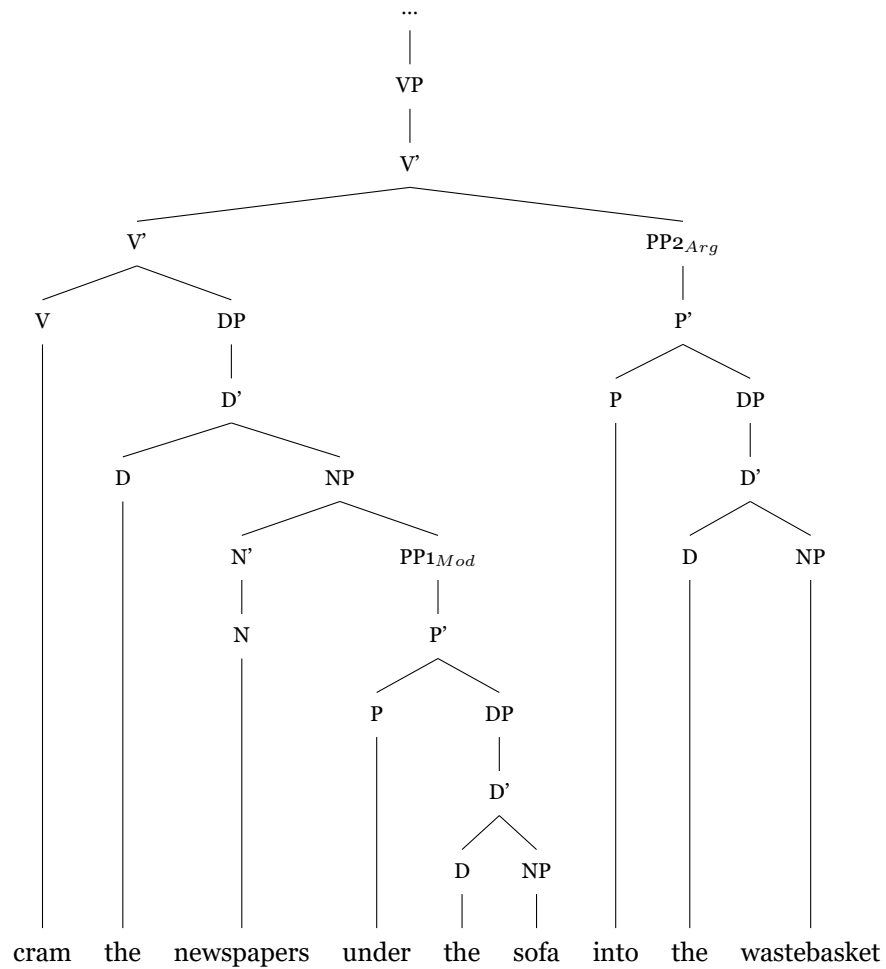 ...
VP
V’
V’ PP2Arg
V DP P’
D’ P DP
D NP D’
N’ PP1Mod D NP
N P’
P DP
D’
D NP
cram the newspapers under the sofa into the wastebasket